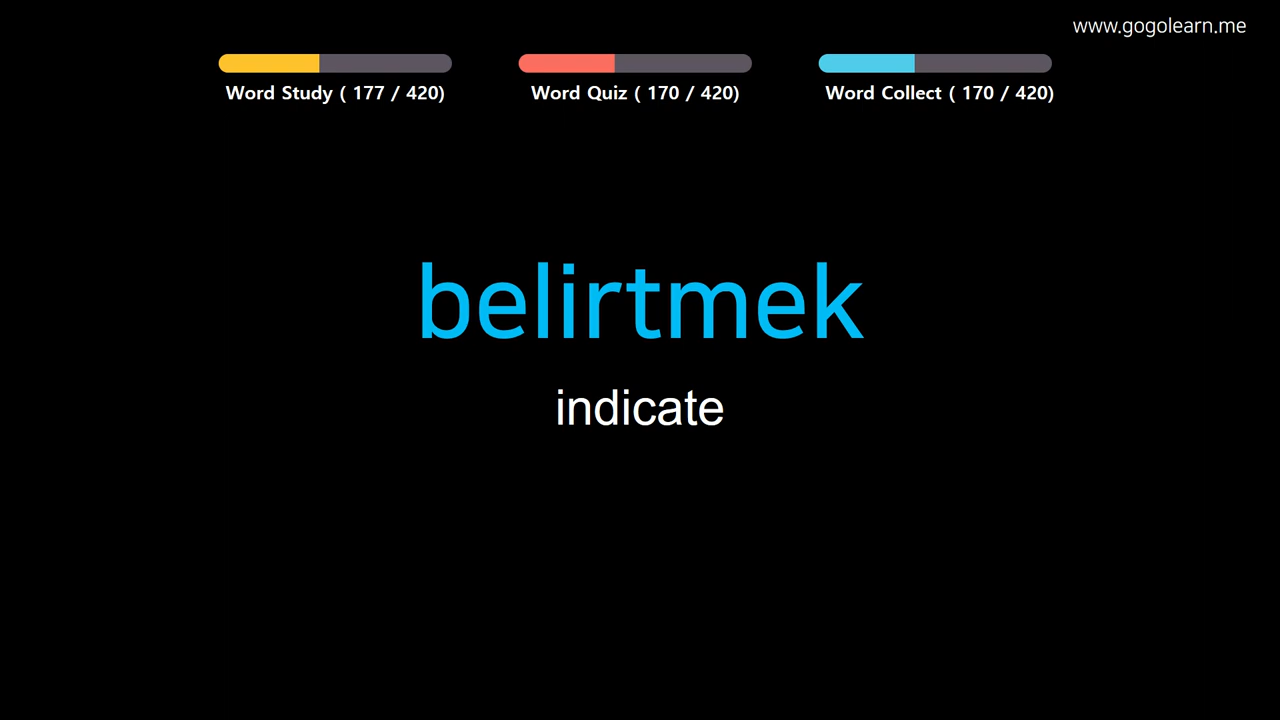 www.gogolearn.me
Word Study ( 177 / 420)
Word Quiz ( 170 / 420)
Word Collect ( 170 / 420)
belirtmek
indicate